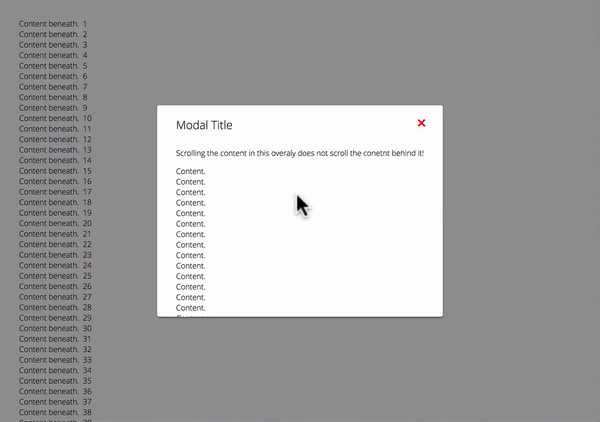 Content beneath. 1
Content beneath. 2
Content beneath. 3
Content beneath. 4
Content beneath. 5
Content beneath. 6
Content beneath. 7
Content beneath. 8
Content beneath. 9
Content beneath. 10
Content beneath. 11
Content beneath. 12
Content beneath. 13
Content beneath. 14
Content beneath. 15
Content beneath. 16
Content beneath. 17
Content beneath. 18
Content beneath. 19
Content beneath. 20
Content beneath. 21
Content beneath. 22
Content beneath. 23
Content beneath. 24
Content beneath. 25
Content beneath. 26
Content beneath. 27
Content beneath. 28
Content beneath. 29
Content beneath. 30
Content beneath. 31
Content beneath. 32
Content beneath. 33
Content beneath. 34
Content beneath. 35
Content beneath. 36
Content beneath. 37
Content beneath. 38
Modal Title
Scrolling the content in this overaly does not scroll the conetnt behind it!
Content.
Content.
Content.
Content.
Content.
Content.
Content.
Content.
Content.
Content.
Content.
Content.
Content.
Content.